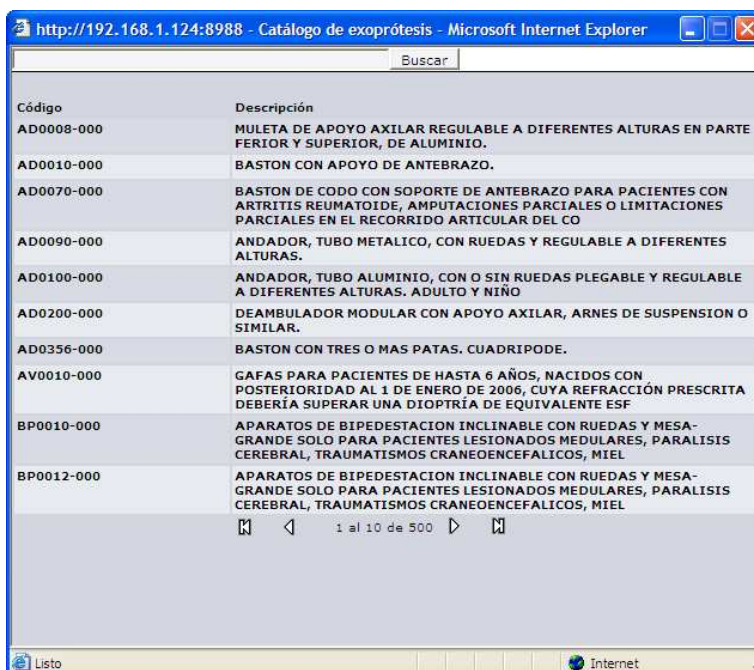 http://192.168.1.124:8988 - Catálogo de exoprótesis - Microsoft Internet Explorer
Buscar
Código Descripción
AD0008-000 MULETA DE APOYO AXILAR REGULABLE A DIFERENTES ALTURAS EN PARTE
FERIOR Y SUPERIOR, DE ALUMINIO.
AD0010-000 BASTON CON APOYO DE ANTEBRAZO.
AD0070-000 BASTON DE CODO CON SOPORTE DE ANTEBRAZO PARA PACIENTES CON
ARTRITIS REUMATOIDE, AMPUTACIONES PARCIALES O LIMITACIONES
PARCIALES EN EL RECORRIDO ARTICULAR DEL CO
AD0090-000 ANDADOR, TUBO METALICO, CON RUEDAS Y REGULABLE A DIFERENTES
ALTURAS.
AD0100-000 ANDADOR, TUBO ALUMINIO, CON O SIN RUEDAS PLEGABLE Y REGULABLE
A DIFERENTES ALTURAS. ADULTO Y NIÑO
AD0200-000 DEAMBULADOR MODULAR CON APOYO AXILAR, ARNES DE SUSPENSION O
SIMILAR.
AD0356-000 BASTON CON TRES O MAS PATAS. CUADRIPODE.
AV0010-000 GAFAS PARA PACIENTES DE HASTA 6 AÑOS, NACIDOS CON
POSTERIORIDAD AL 1 DE ENERO DE 2006, CUYA REFRACCIÓN PRESCRITA
DEBERÍA SUPERAR UNA DIOPTRÍA DE EQUIVALENTE ESF
BP0010-000 APARATOS DE BIPEDESTACION INCLINABLE CON RUEDAS Y MESA-
GRANDE SOLO PARA PACIENTES LESIONADOS MEDULARES, PARALISIS
CEREBRAL, TRAUMATISMOS CRANEOENCEFALICOS, MIEL
BP0012-000 APARATOS DE BIPEDESTACION INCLINABLE CON RUEDAS Y MESA-
GRANDE SOLO PARA PACIENTES LESIONADOS MEDULARES, PARALISIS
CEREBRAL, TRAUMATISMOS CRANEOENCEFALICOS, MIEL
1 al 10 de 500
Listo Internet